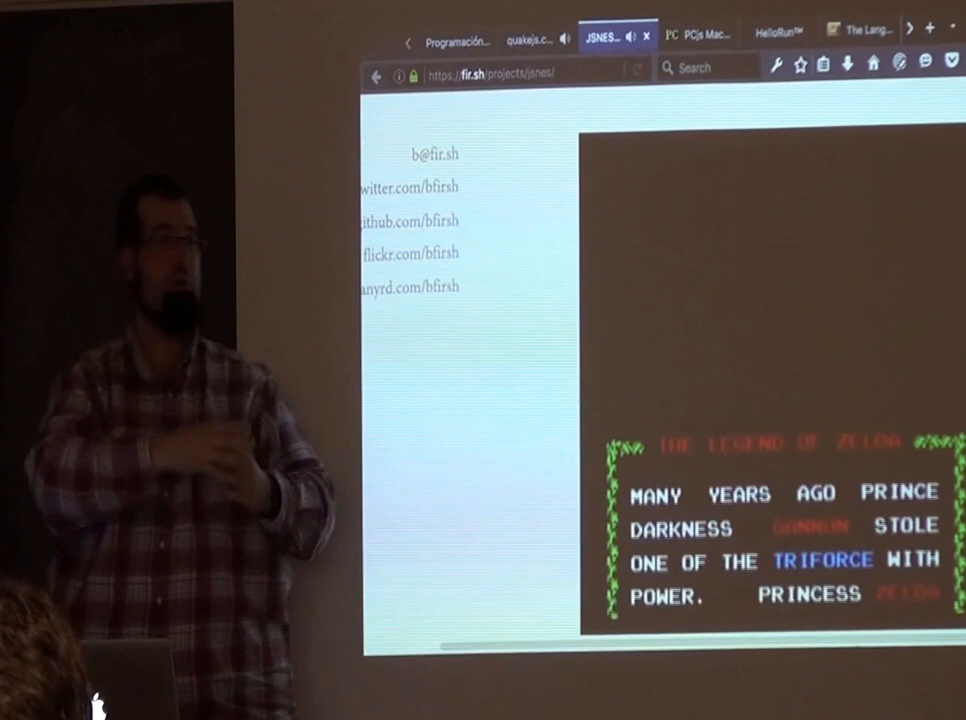 Programación...
quakejs.c...
JSNES...
PC PCjs Mac...
HelloRun™
The Lang...
https://fir.sh/projects/jsnes/
Search
b@fir.sh
witter.com/bfirsh
ithub.com/bfirsh
flickr.com/bfirsh
anyrd.com/bfirsh
THE LEGEND OF ZELDA
MANY YEARS AGO PRINCE
DARKNESS GANNON STOLE
ONE OF THE TRIFORCE WITH
POWER. PRINCESS ZELDA